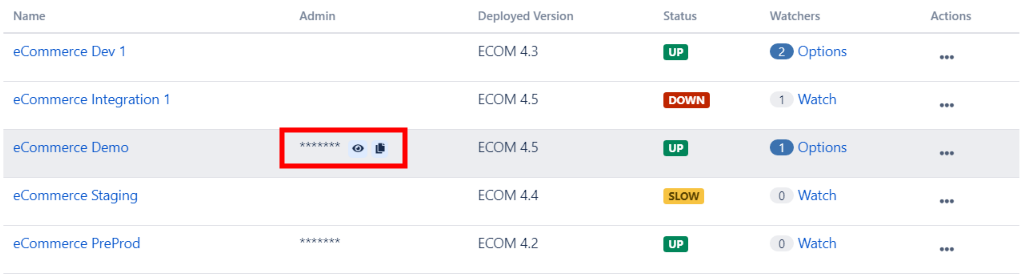 Name Admin Deployed Version Status Watchers Actions
eCommerce Dev 1 ECOM 4.3 UP 2 Options •••
eCommerce Integration 1 ECOM 4.5 DOWN 1 Watch •••
eCommerce Demo ******* ECOM 4.5 UP 1 Options •••
eCommerce Staging ECOM 4.4 SLOW 0 Watch •••
eCommerce PreProd ******* ECOM 4.2 UP 0 Watch •••